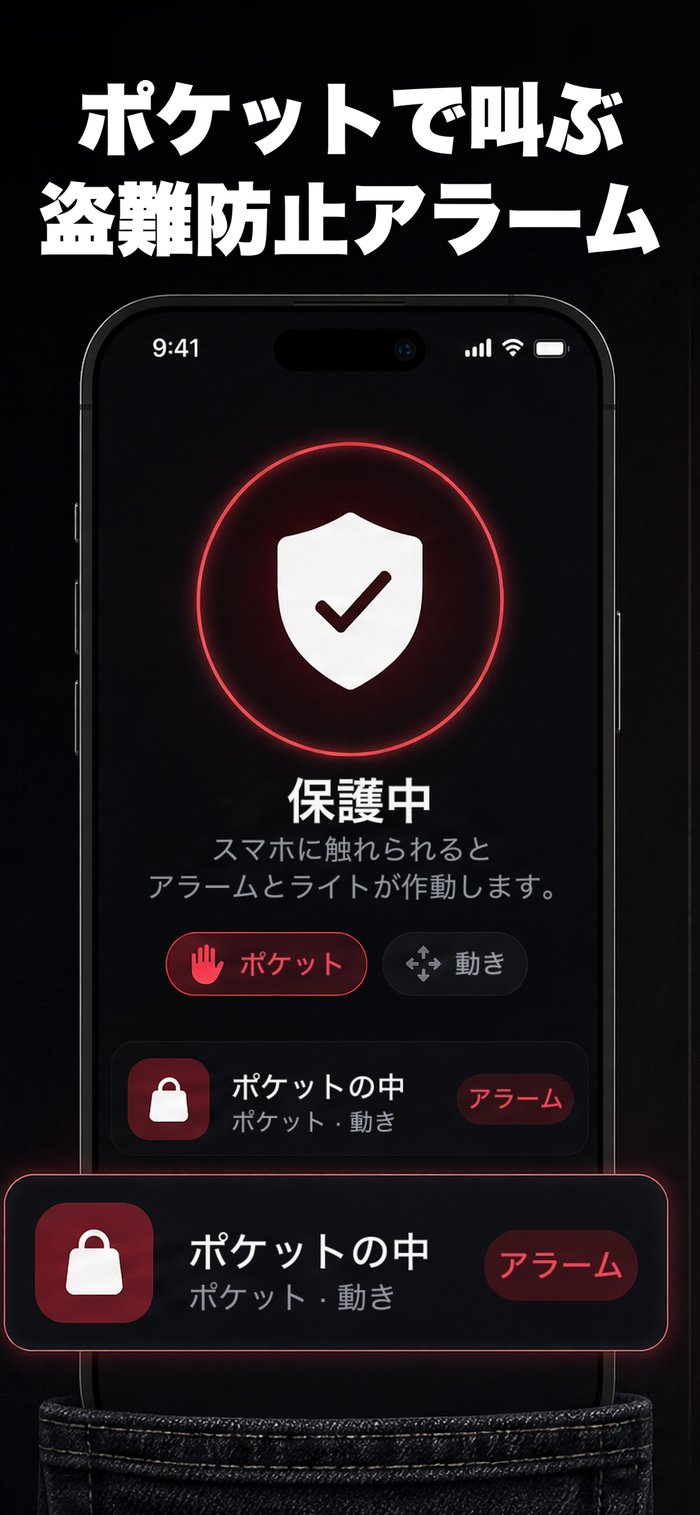 ポケットで叫ぶ
盗難防止アラーム
9:41
保護中
スマホに触れられると
アラームとライトが作動します。
ポケット
動き
ポケットの中
アラーム
ポケット · 動き
ポケットの中
アラーム
ポケット · 動き